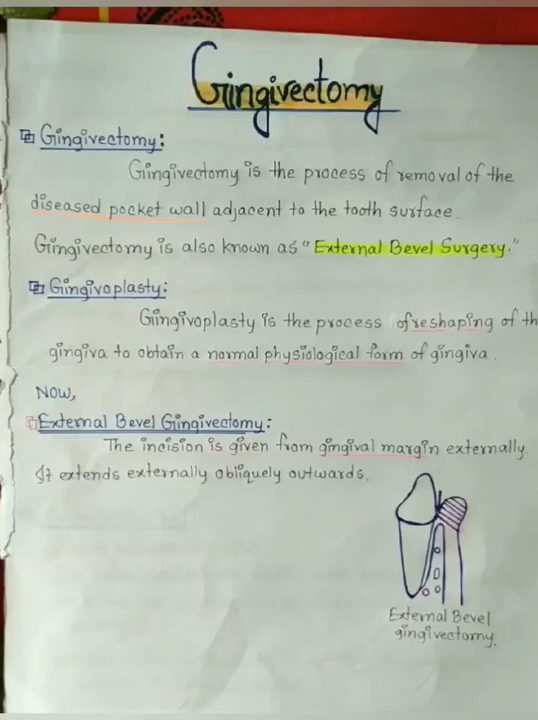 Gingivectomy
Gingivectomy:
Gingivectomy is the process of removal of the
diseased pocket wall adjacent to the tooth surface.
Gingivectomy is also known as "External Bevel Surgery."
Gingivoplasty:
Gingivoplasty is the process of reshaping of th
gingiva to obtain a normal physiological form of gingiva.
NOW,
External Bevel Gingivectomy:
The incision is given from gingival margin externally.
It extends externally obliquely outwards.
External Bevel
gingivectomy.